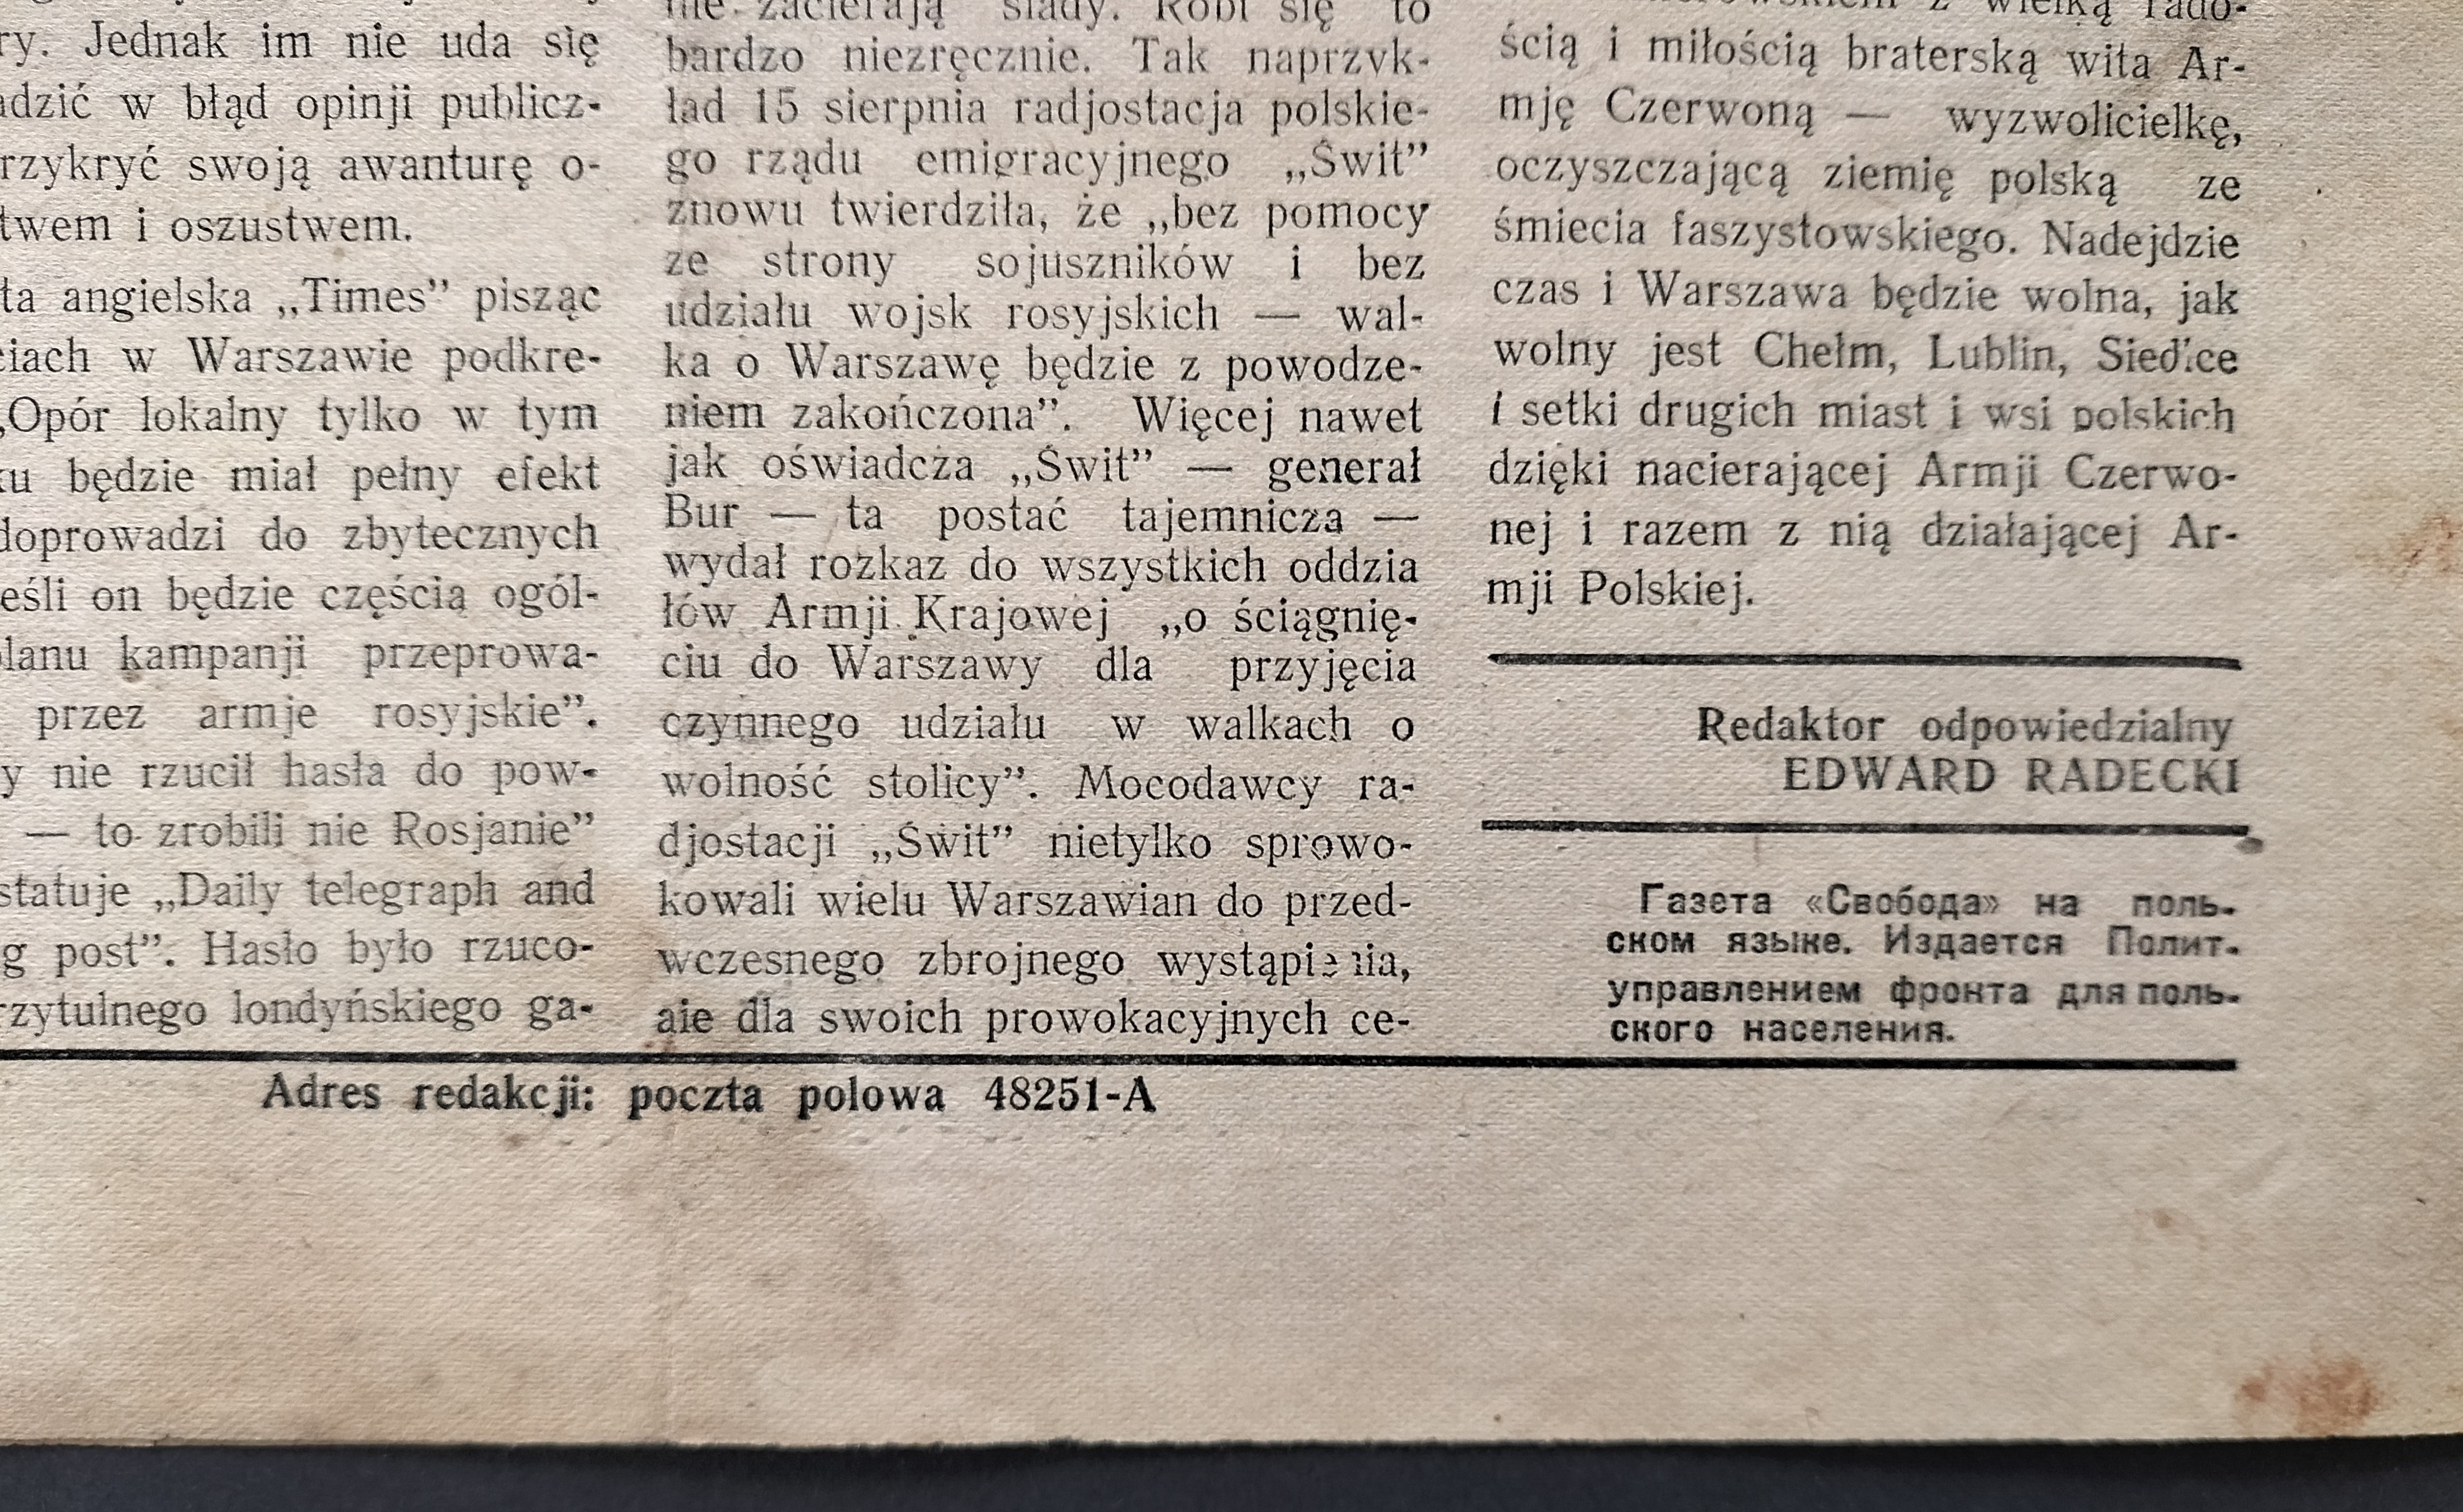 ry. Jednak im nie uda się
w błąd opinji publicz-
swoją awanturę o-
i oszustwem.
angielska „Times” pisząc
w Warszawie podkre-
„Opór lokalny tylko w tym
będzie miał pełny efekt
doprowadzi do zbytecznych
on będzie częścią ogól-
kampanji przeprowa-
przez armje rosyjskie”.
y nie rzucił hasła do pow-
— to zrobili nie Rosjanie”
„Daily telegraph and
g post”. Hasło było rzuco-
londyńskiego ga-
nie zacierają ślady. Robi się to
bardzo niezręcznie. Tak naprzyk-
ład 15 sierpnia radjostacja polskie-
go rządu emigracyjnego „Świt”
znowu twierdziła, że „bez pomocy
ze strony sojuszników i bez
udziału wojsk rosyjskich — wal-
ka o Warszawę będzie z powodze-
niem zakończona”. Więcej nawet
jak oświadcza „Świt” — generał
Bur — ta postać tajemnicza —
wydał rozkaz do wszystkich oddzia
łów Armji Krajowej „o ściągnię-
ciu do Warszawy dla przyjęcia
czynnego udziału w walkach o
wolność stolicy”. Mocodawcy ra-
djostacji „Świt” nietylko sprowo-
kowali wielu Warszawian do przed-
wczesnego zbrojnego wystąpienia,
ale dla swoich prowokacyjnych ce-
z wielką rado-
ścią i miłością braterską wita Ar-
mję Czerwoną — wyzwolicielkę,
oczyszczającą ziemię polską ze
śmiecia faszystowskiego. Nadejdzie
czas i Warszawa będzie wolna, jak
wolny jest Chełm, Lublin, Siedlce
i setki drugich miast i wsi polskich
dzięki nacierającej Armji Czerwo-
nej i razem z nią działającej Ar-
mji Polskiej.
Redaktor odpowiedzialny
EDWARD RADECKI
Газета «Свобода» на поль-
ском языке. Издается Полит-
управлением фронта для поль-
ского населения.
Adres redakcji: poczta polowa 48251-A